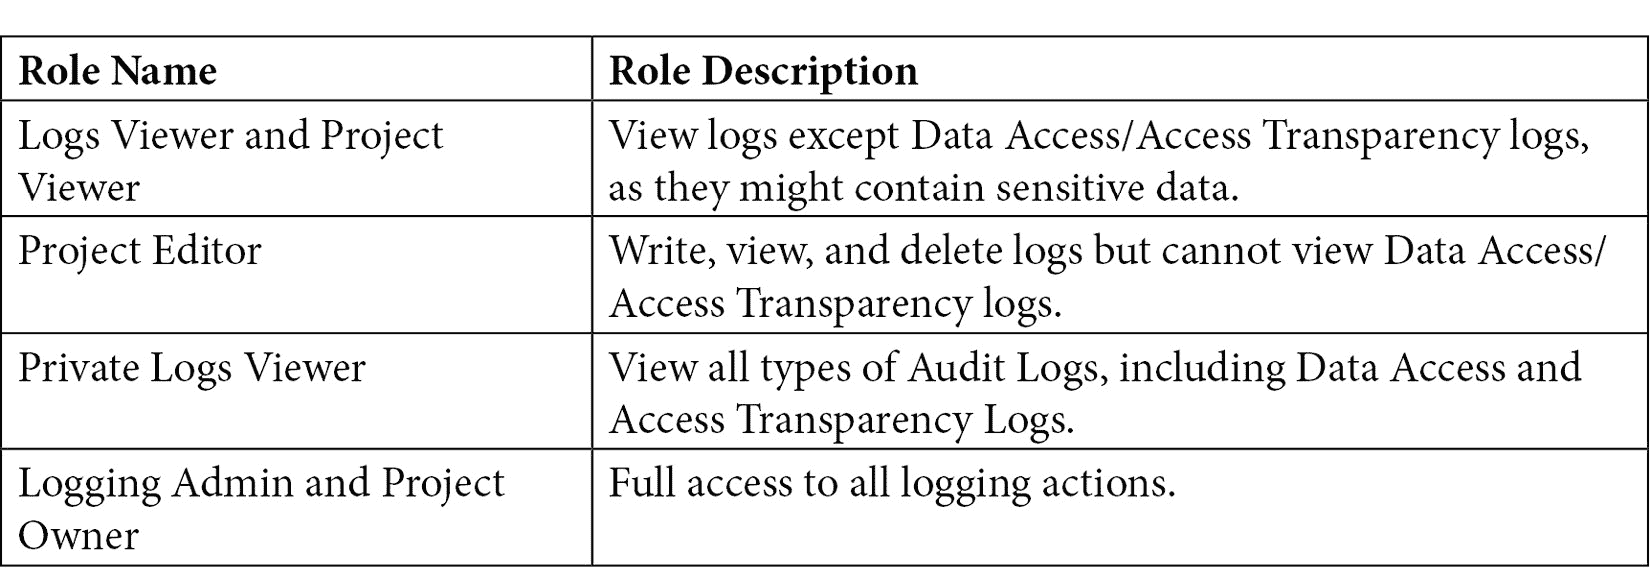 Role Name
Role Description
Logs Viewer and Project
Viewer
View logs except Data Access/Access Transparency logs,
as they might contain sensitive data.
Project Editor
Write, view, and delete logs but cannot view Data Access/
Access Transparency logs.
Private Logs Viewer
View all types of Audit Logs, including Data Access and
Access Transparency Logs.
Logging Admin and Project
Owner
Full access to all logging actions.